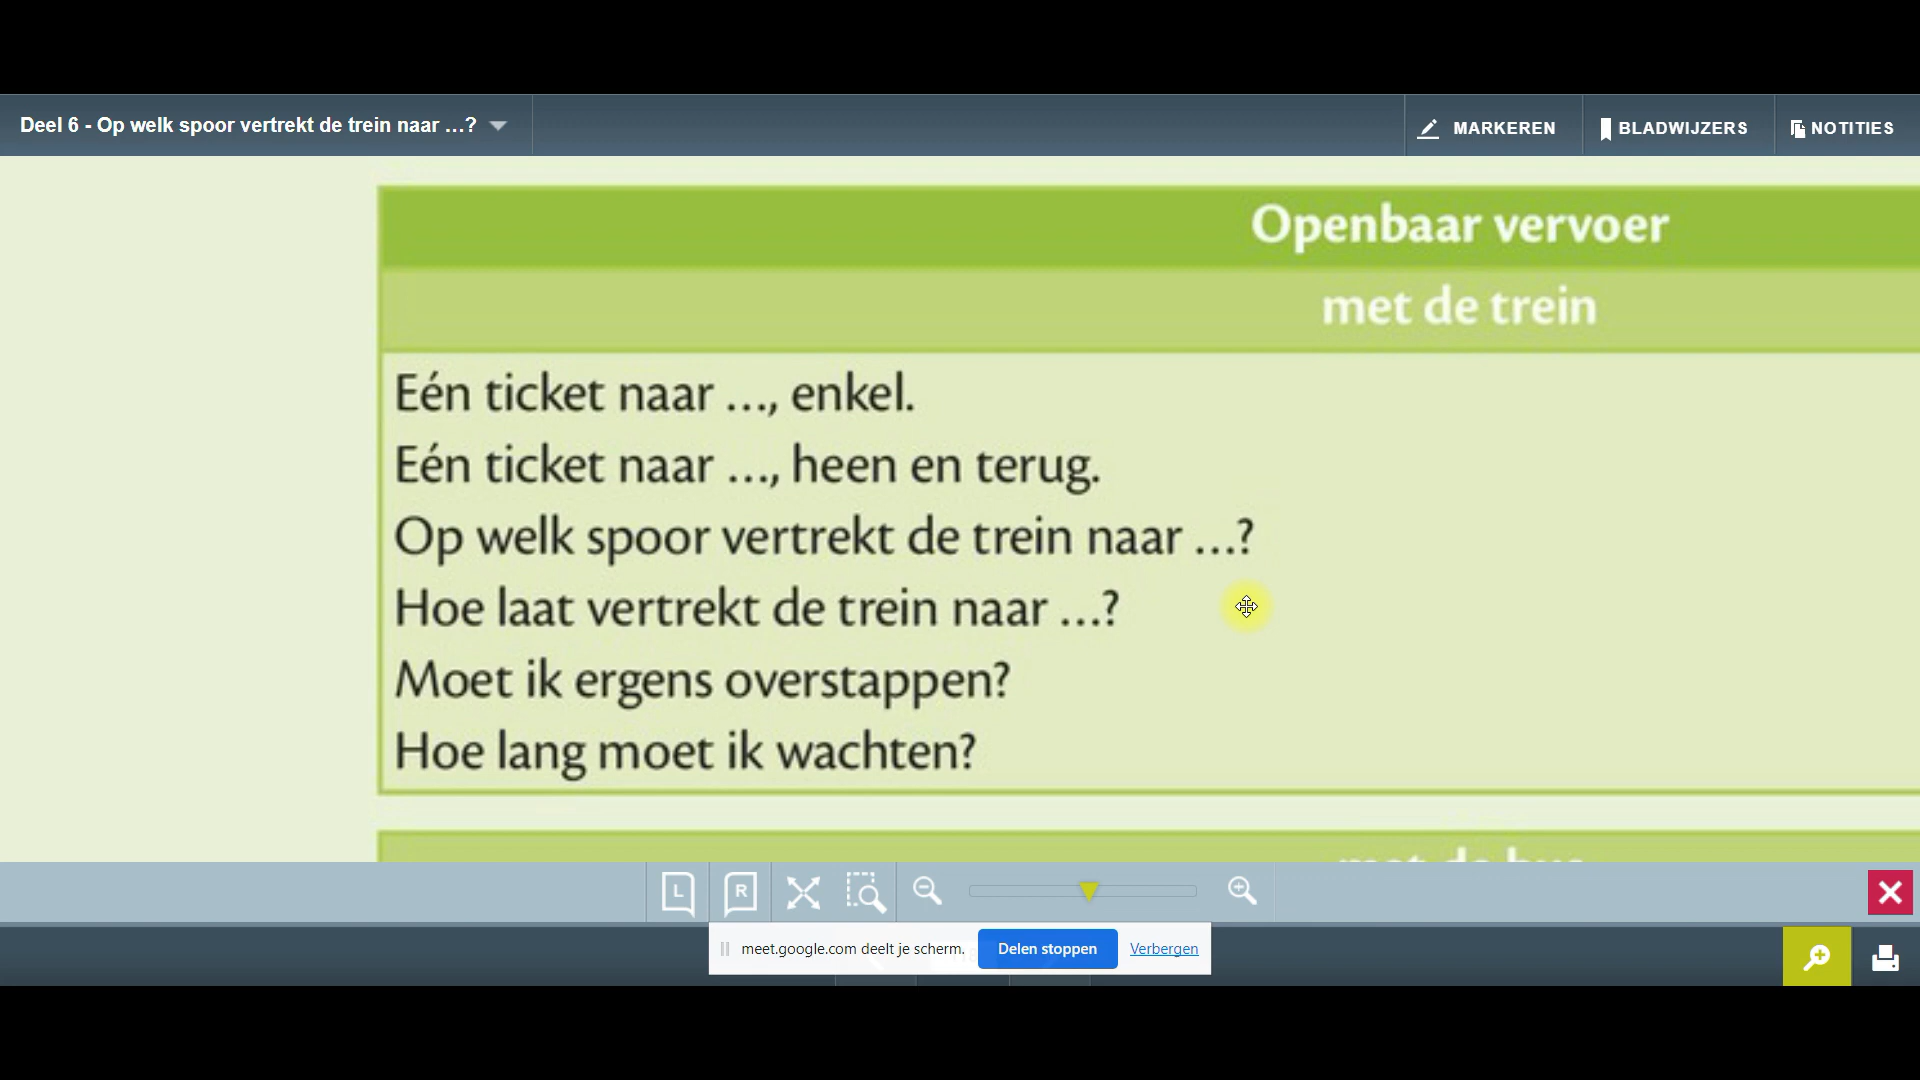 Deel 6 - Op welk spoor vertrekt de trein naar ...?
MARKEREN
BLADWIJZERS
NOTITIES
Openbaar vervoer
met de trein
Eén ticket naar ..., enkel.
Eén ticket naar ..., heen en terug.
Op welk spoor vertrekt de trein naar ...?
Hoe laat vertrekt de trein naar ...?
Moet ik ergens overstappen?
Hoe lang moet ik wachten?
L
R
meet.google.com deelt je scherm.
Delen stoppen
Verbergen